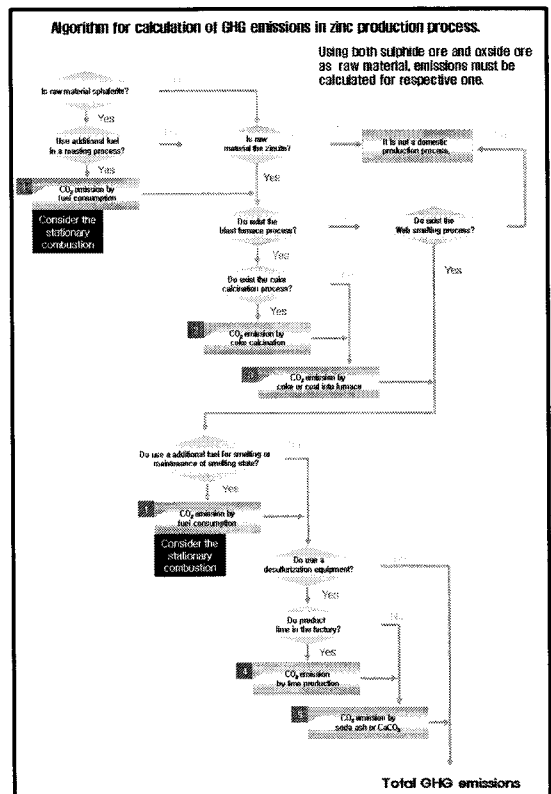 Algorithm for calculation of GHG emissions in zinc production process.
Using both sulphide ore and oxside ore
as raw material, emissions must be
calculated for respective one.
Is raw material sphalerite?
Yes
Use additional fuel
in a roasting process?
Is raw
material the zincite?
It is not a domestic
production process.
Yes
Yes
CO₂ emission by
fuel consumption
Consider the
stationary
combustion
Do exist the
blast furnace process?
Do exist the
Web smelting process?
Yes
Do exist the coke
calcination process?
Yes
CO₂ emission by
coke calcination
CO₂ emission by
coke or coal into furnace
Do use a additional fuel for smelting or
maintenance of smelting state?
Yes
CO₂ emission by
fuel consumption
Consider the
stationary
combustion
Do use a
desulfurization equipment?
Yes
Do product
lime in the factory?
No
Yes
4
CO₂ emission
by lime production
5
CO₂ emission by
soda ash or CaCO₃
Total GHG emissions